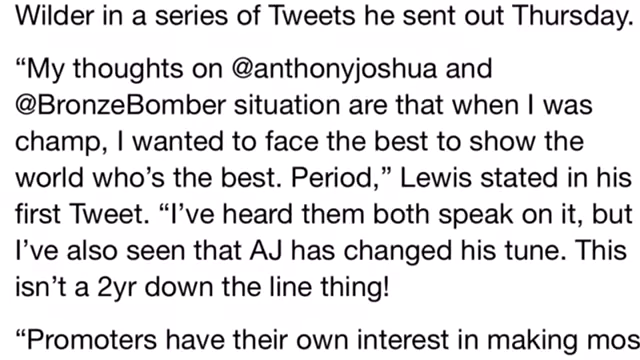 Wilder in a series of Tweets he sent out Thursday.
“My thoughts on @anthonyjoshua and
@BronzeBomber situation are that when I was
champ, I wanted to face the best to show the
world who’s the best. Period,” Lewis stated in his
first Tweet. “I’ve heard them both speak on it, but
I’ve also seen that AJ has changed his tune. This
isn’t a 2yr down the line thing!
“Promoters have their own interest in making mos